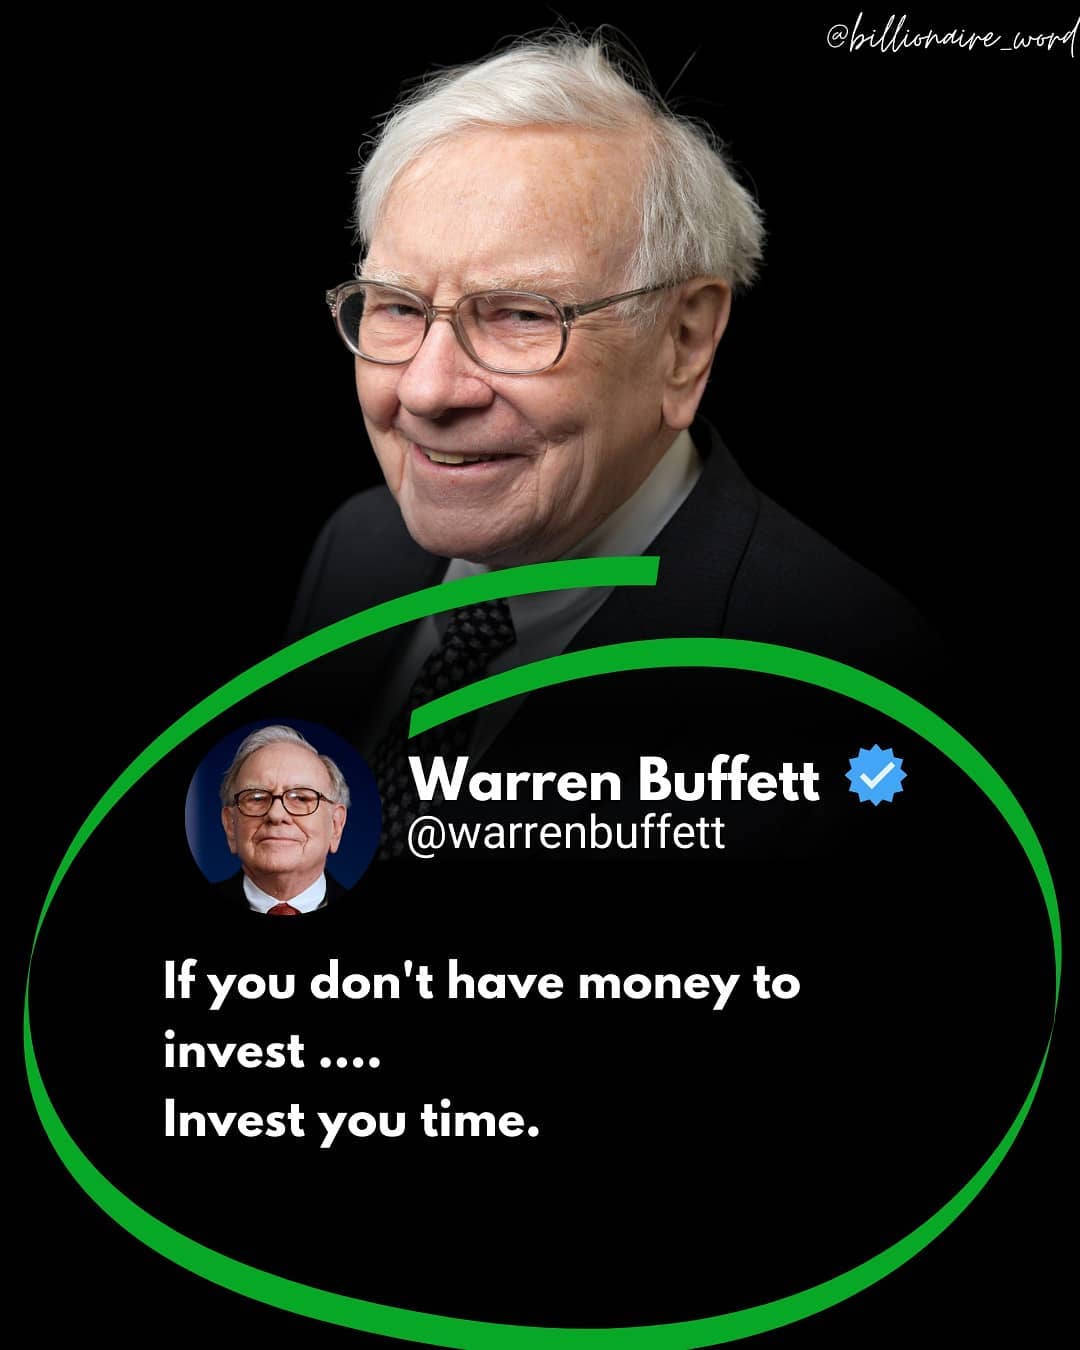 @billionaire_word
Warren Buffett
@warrenbuffett
If you don't have money to
invest ....
Invest you time.